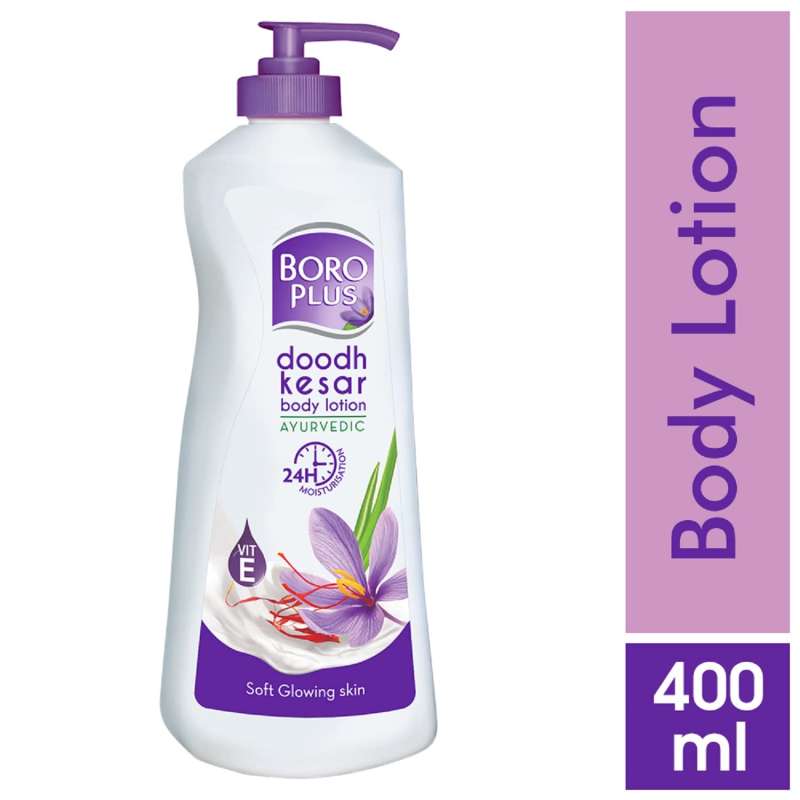 BORO
PLUS
doodh
kesar
body lotion
AYURVEDIC
24H
MOISTURISATION
VIT
E
Soft Glowing skin
Body Lotion
400
ml